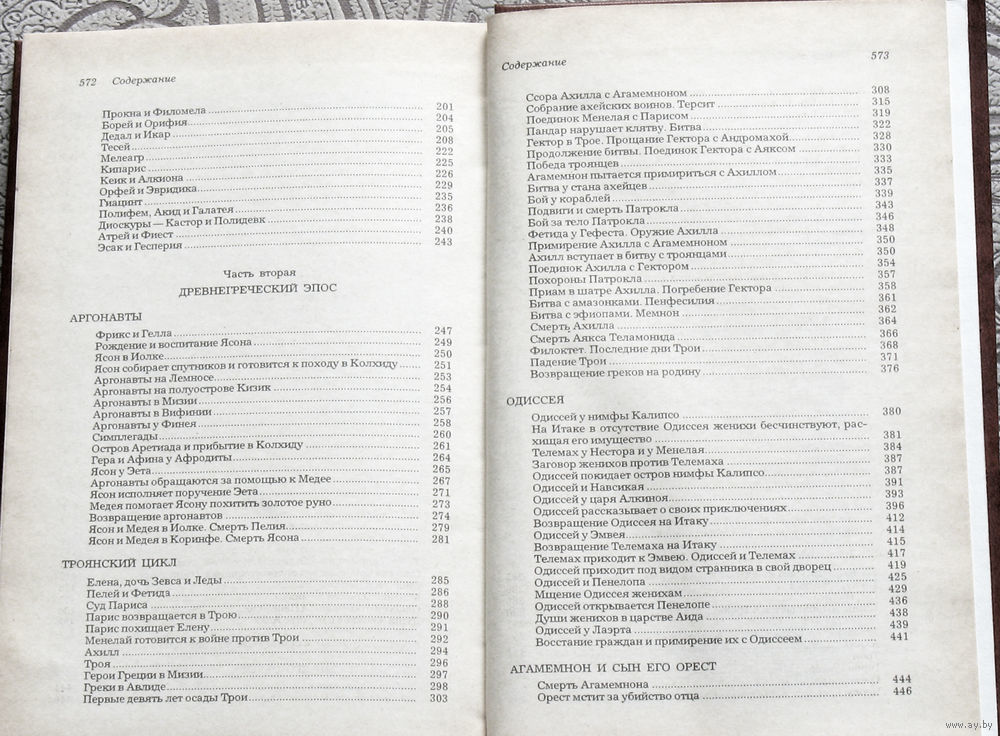 572 Содержание
Прокна и Филомела 201
Борей и Орифия 204
Дедал и Икар 205
Тесей 208
Мелеагр 222
Кипарис 225
Кеик и Алкиона 226
Орфей и Эвридика 229
Гиацинт 235
Полифем, Акид и Галатея 236
Диоскуры — Кастор и Полидевк 238
Атрей и Фиест 240
Эсак и Гесперия 243
Часть вторая
ДРЕВНЕГРЕЧЕСКИЙ ЭПОС
АРГОНАВТЫ
Фрикс и Гелла 247
Рождение и воспитание Ясона 249
Ясон в Иолке 250
Ясон собирает спутников и готовится к походу в Колхиду 251
Аргонавты на Лемносе 253
Аргонавты на полуострове Кизик 254
Аргонавты в Мизии 256
Аргонавты в Вифинии 257
Аргонавты у Финея 258
Симплегады 260
Остров Аретиада и прибытие в Колхиду 261
Гера и Афина у Афродиты 264
Ясон у Эета 265
Аргонавты обращаются за помощью к Медее 267
Ясон исполняет поручение Эета 271
Медея помогает Ясону похитить золотое руно 273
Возвращение аргонавтов 274
Ясон и Медея в Иолке. Смерть Пелия 279
Ясон и Медея в Коринфе. Смерть Ясона 281
ТРОЯНСКИЙ ЦИКЛ
Елена, дочь Зевса и Леды 285
Пелей и Фетида 286
Суд Париса 288
Парис возвращается в Трою 290
Парис похищает Елену 291
Менелай готовится к войне против Трои 292
Ахилл 294
Троя 296
Герои Греции в Мизии 297
Греки в Авлиде 298
Первые девять лет осады Трои 303
Содержание 573
Ссора Ахилла с Агамемноном 308
Собрание ахейских воинов. Терсит 315
Поединок Менелая с Парисом 319
Пандар нарушает клятву. Битва 322
Гектор в Трое. Прощание Гектора с Андромахой 328
Продолжение битвы. Поединок Гектора с Аяксом 330
Победа троянцев 333
Агамемнон пытается примириться с Ахиллом 335
Битва у стана ахейцев 337
Бой у кораблей 339
Подвиги и смерть Патрокла 343
Бой за тело Патрокла 346
Фетида у Гефеста. Оружие Ахилла 348
Примирение Ахилла с Агамемноном 350
Ахилл вступает в битву с троянцами 350
Поединок Ахилла с Гектором 354
Похороны Патрокла 357
Приам в шатре Ахилла. Погребение Гектора 358
Битва с амазонками. Пенфесилия 361
Битва с эфиопами. Мемнон 362
Смерть Ахилла 364
Смерть Аякса Теламонида 366
Филоктет. Последние дни Трои 368
Падение Трои 371
Возвращение греков на родину 376
ОДИССЕЯ
Одиссей у нимфы Калипсо 380
На Итаке в отсутствие Одиссея женихи бесчинствуют, рас-
хищая его имущество 381
Телемах у Нестора и у Менелая 384
Заговор женихов против Телемаха 387
Одиссей покидает остров нимфы Калипсо 387
Одиссей и Навсикая 391
Одиссей у царя Алкиноя 393
Одиссей рассказывает о своих приключениях 396
Возвращение Одиссея на Итаку 412
Одиссей у Эвмея 414
Возвращение Телемаха на Итаку 415
Телемах приходит к Эвмею. Одиссей и Телемах 417
Одиссей приходит под видом странника в свой дворец 419
Одиссей и Пенелопа 425
Мщение Одиссея женихам 429
Одиссей открывается Пенелопе 436
Души женихов в царстве Аида 438
Одиссей у Лаэрта 439
Восстание граждан и примирение их с Одиссеем 441
АГАМЕМНОН И СЫН ЕГО ОРЕСТ
Смерть Агамемнона 444
Орест мстит за убийство отца 446
www.ay.by